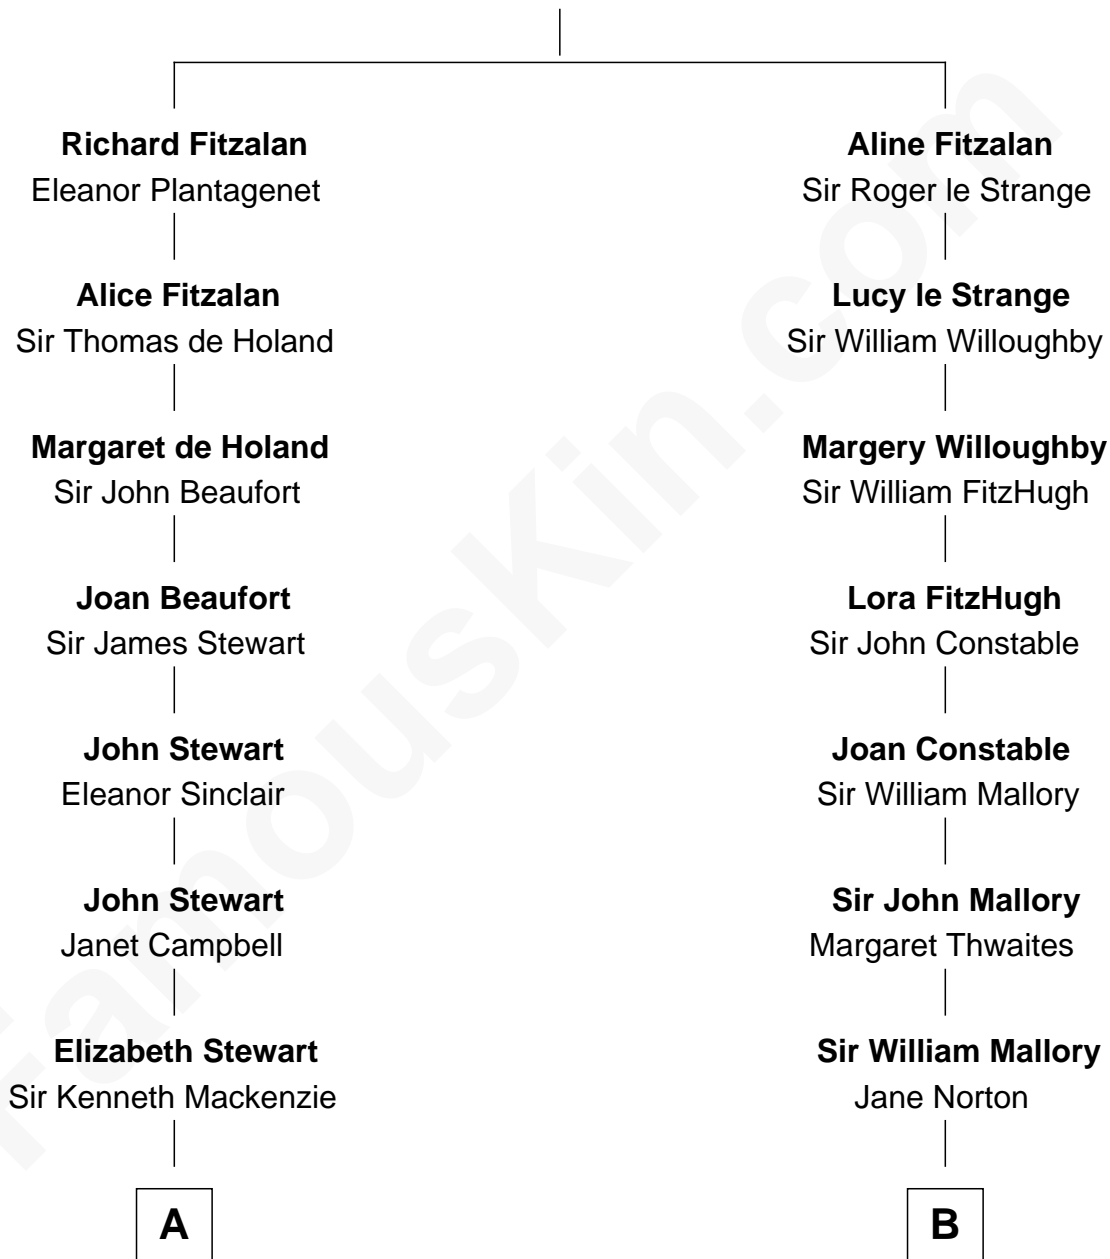 Richard Fitzalan
Eleanor Plantagenet
Aline Fitzalan
Sir Roger le Strange
Alice Fitzalan
Sir Thomas de Holand
Lucy le Strange
Sir William Willoughby
Margaret de Holand
Sir John Beaufort
Margery Willoughby
Sir William FitzHugh
Joan Beaufort
Sir James Stewart
Lora FitzHugh
Sir John Constable
John Stewart
Eleanor Sinclair
Joan Constable
Sir William Mallory
John Stewart
Janet Campbell
Sir John Mallory
Margaret Thwaites
Elizabeth Stewart
Sir Kenneth Mackenzie
Sir William Mallory
Jane Norton
A
B
FamousKin.com